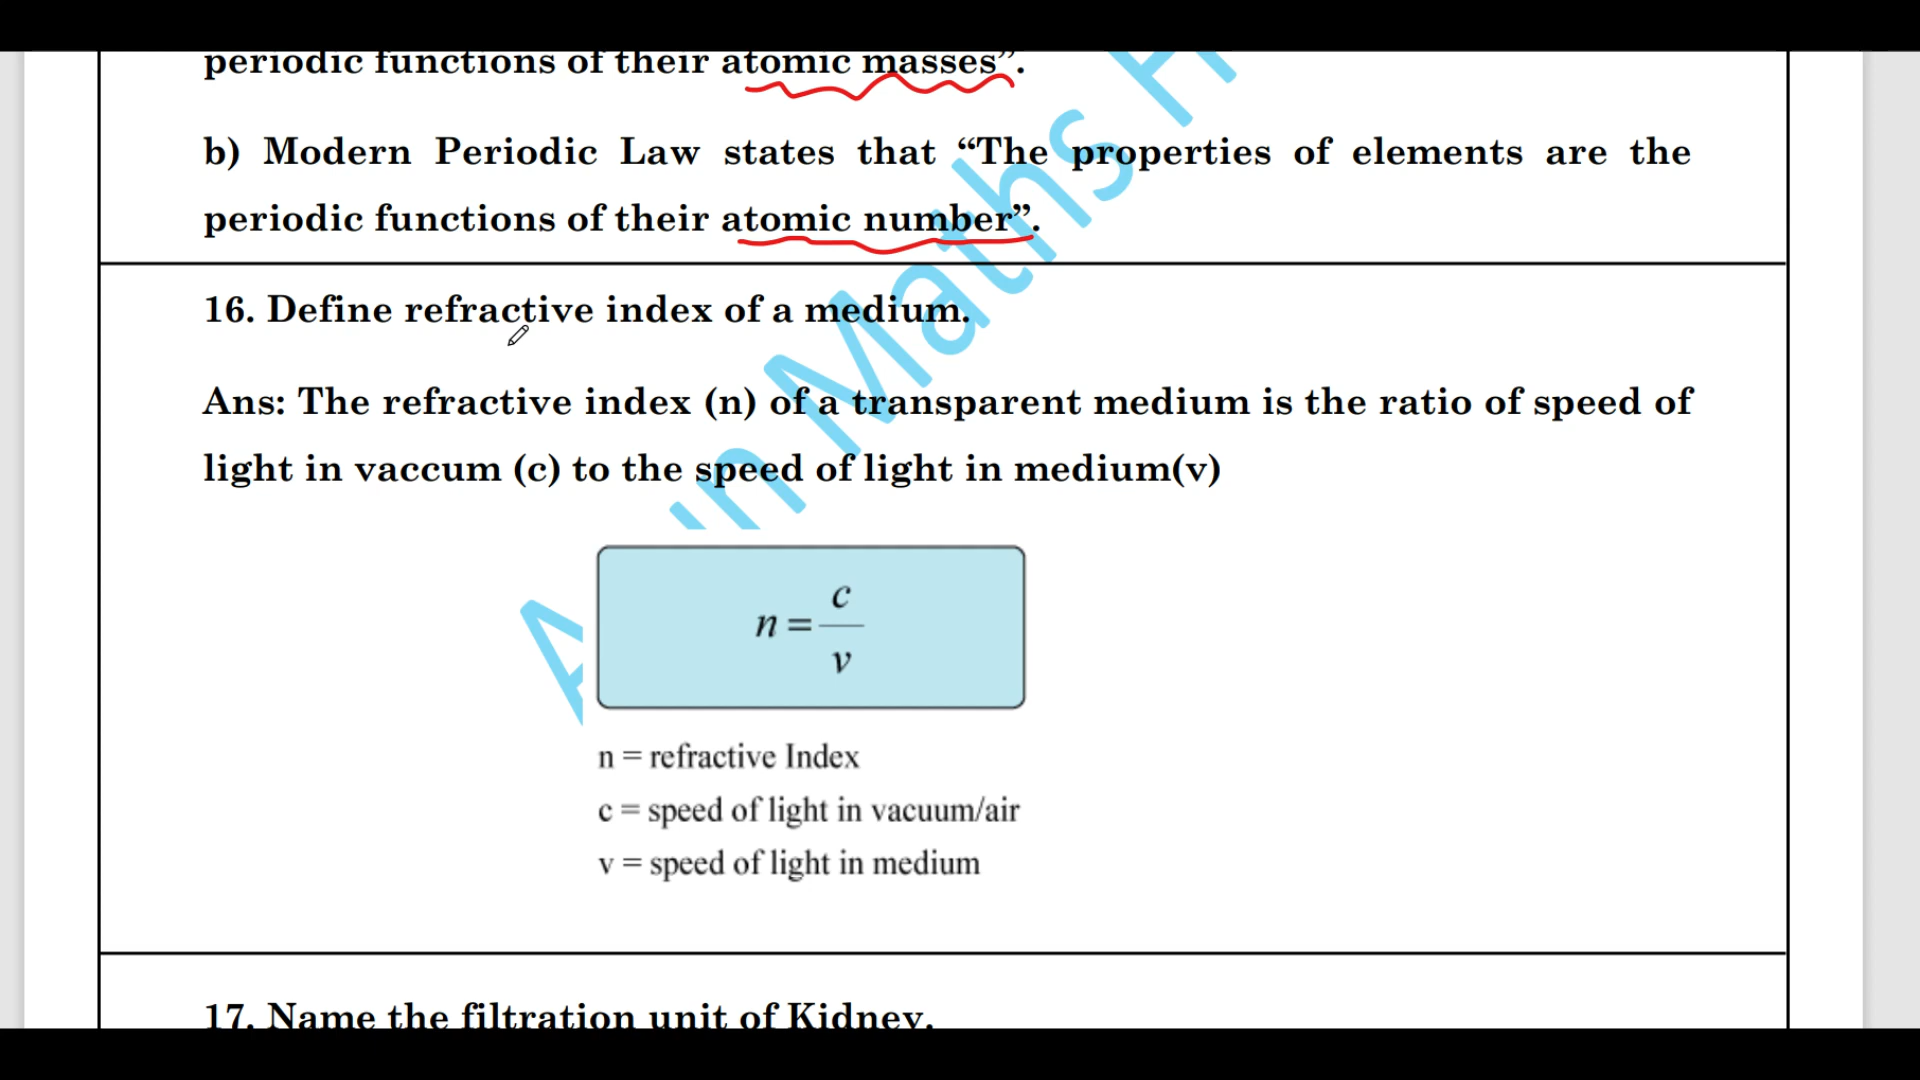 periodic functions of their atomic masses”.
b) Modern Periodic Law states that “The properties of elements are the
periodic functions of their atomic number”.
16. Define refractive index of a medium.
Ans: The refractive index (n) of a transparent medium is the ratio of speed of
light in vaccum (c) to the speed of light in medium(v)
n = c
v
n = refractive Index
c = speed of light in vacuum/air
v = speed of light in medium
17. Name the filtration unit of Kidney.
in Maths